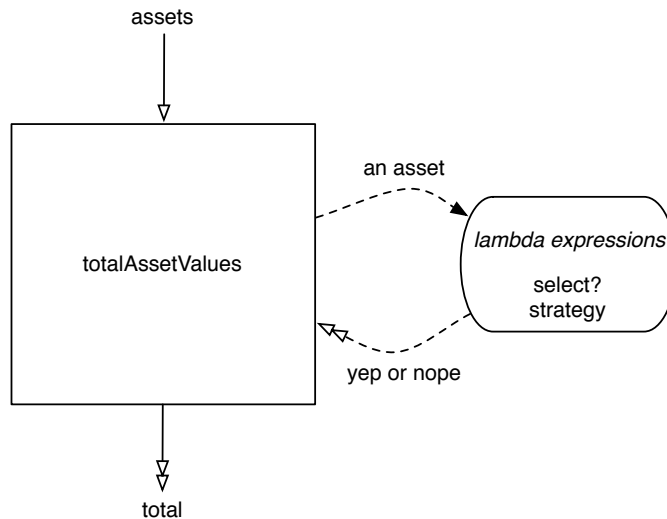 assets
an asset
totalAssetValues
lambda expressions
select?
strategy
yep or nope
total